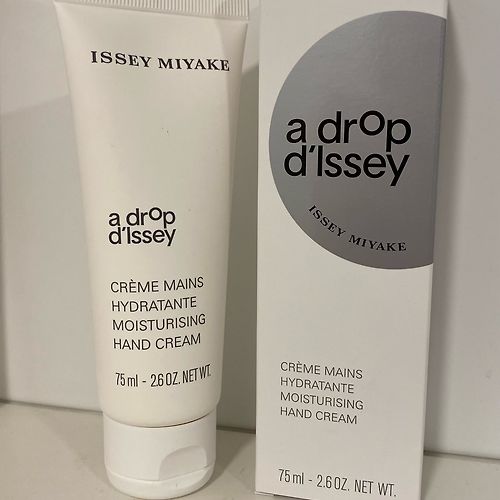 ISSEY MIYAKE
a drop
d'Issey
CRÈME MAINS
HYDRATANTE
MOISTURISING
HAND CREAM
75 ml - 2.6 OZ. NET WT.
a drop
d'Issey
ISSEY MIYAKE
CRÈME MAINS
HYDRATANTE
MOISTURISING
HAND CREAM
75 ml - 2.6 OZ. NET WT.